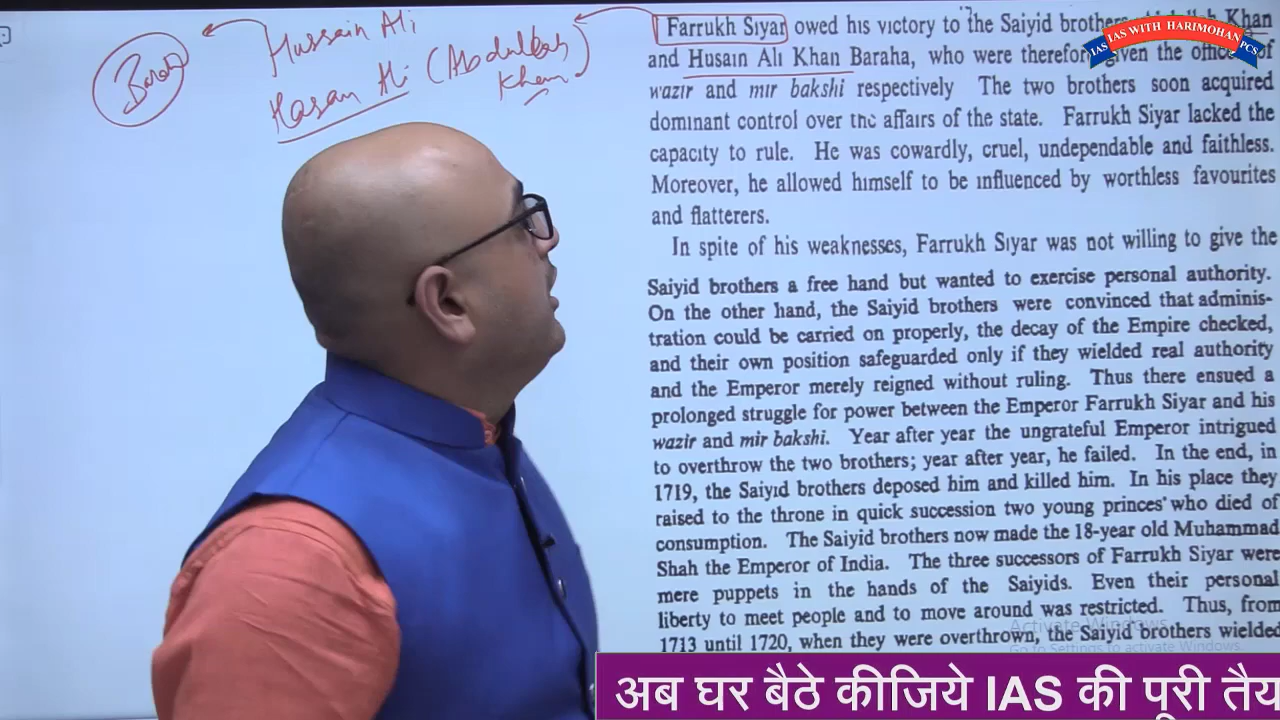 Hussain Ali
Baraha
Hasan Ali (Abdullah
Khan)
IAS WITH HARIMOHAN
IAS PCS
Farrukh Siyar owed his victory to the Saiyid brothers, Khan
and Husain Ali Khan Baraha, who were therefore given the offices of
wazir and mir bakshi respectively The two brothers soon acquired
dominant control over the affairs of the state. Farrukh Siyar lacked the
capacity to rule. He was cowardly, cruel, undependable and faithless.
Moreover, he allowed himself to be influenced by worthless favourites
and flatterers.
In spite of his weaknesses, Farrukh Siyar was not willing to give the
Saiyid brothers a free hand but wanted to exercise personal authority.
On the other hand, the Saiyid brothers were convinced that adminis-
tration could be carried on properly, the decay of the Empire checked,
and their own position safeguarded only if they wielded real authority
and the Emperor merely reigned without ruling. Thus there ensued a
prolonged struggle for power between the Emperor Farrukh Siyar and his
wazir and mir bakshi. Year after year the ungrateful Emperor intrigued
to overthrow the two brothers; year after year, he failed. In the end, in
1719, the Saiyid brothers deposed him and killed him. In his place they
raised to the throne in quick succession two young princes who died of
consumption. The Saiyid brothers now made the 18-year old Muhammad
Shah the Emperor of India. The three successors of Farrukh Siyar were
mere puppets in the hands of the Saiyids. Even their personal
liberty to meet people and to move around was restricted. Thus, from
1713 until 1720, when they were overthrown, the Saiyid brothers wielded
Activate Windows
Go to Settings to activate Windows.
अब घर बैठे कीजिये IAS की पूरी तैय